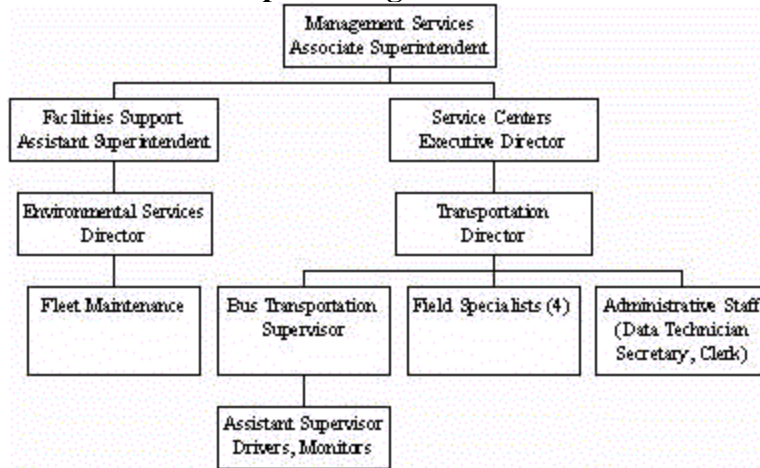 Management Services
Associate Superintendent
Facilities Support
Assistant Superintendent
Service Centers
Executive Director
Environmental Services
Director
Transportation
Director
Fleet Maintenance
Bus Transportation
Supervisor
Field Specialists (4)
Administrative Staff
(Data Technician
Secretary, Clerk)
Assistant Supervisor
Drivers, Monitors